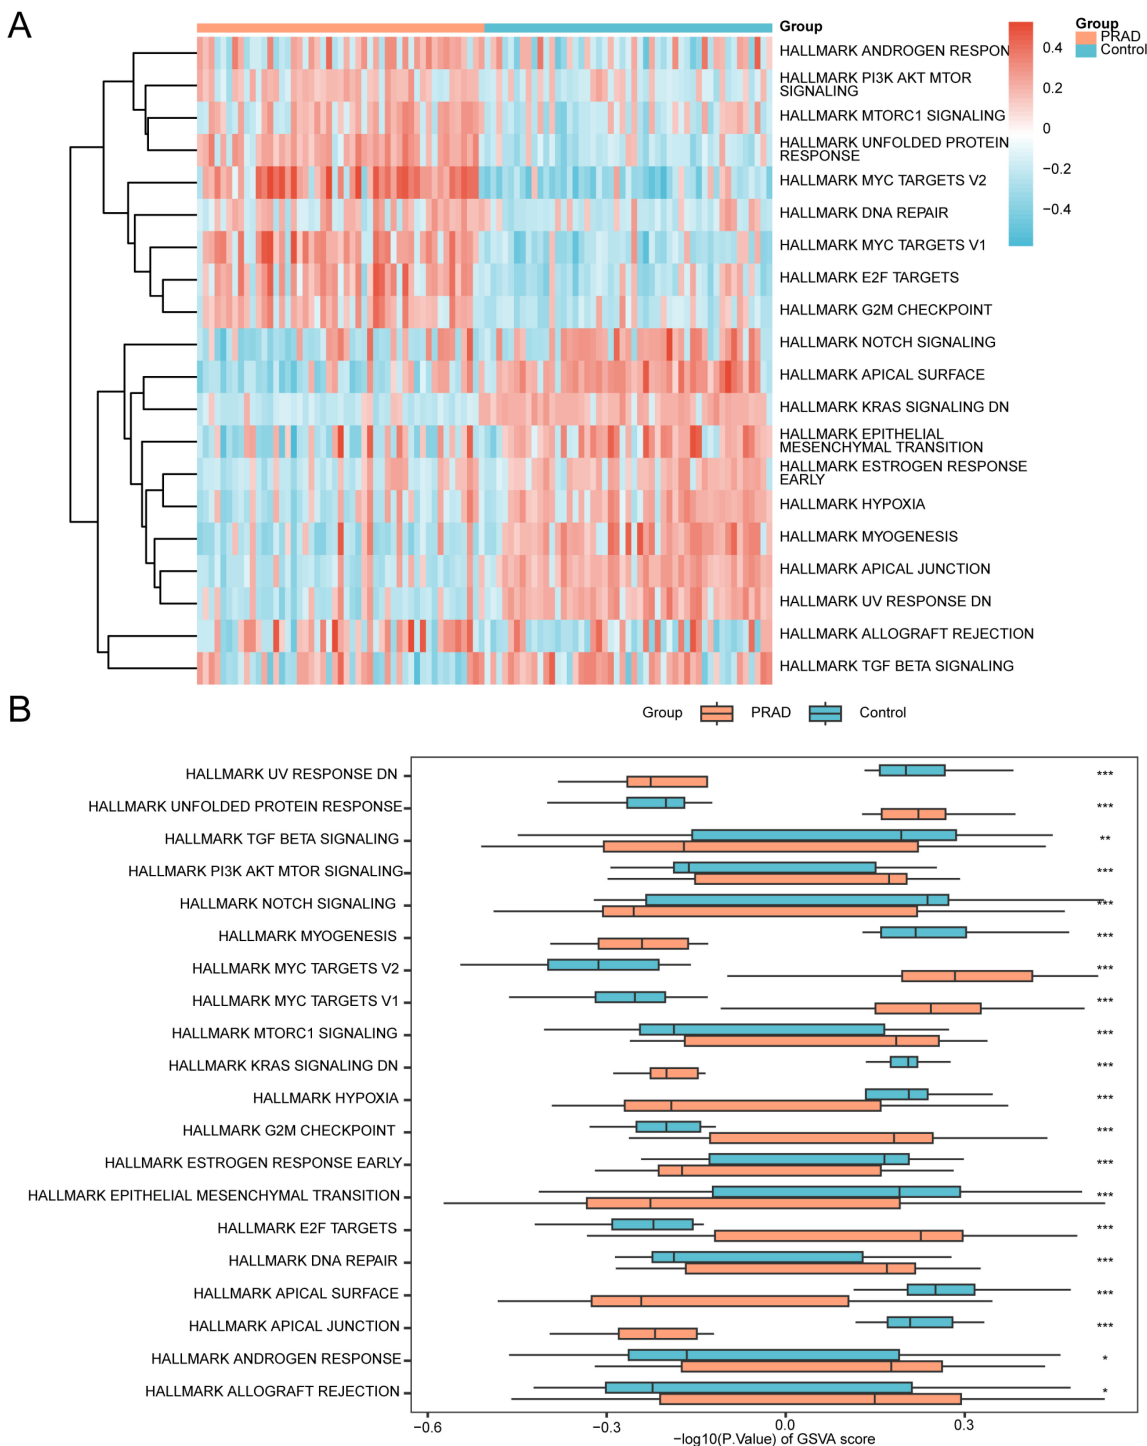 A
Group
HALLMARK ANDROGEN RESPON
HALLMARK PI3K AKT MTOR
SIGNALING
HALLMARK MTORC1 SIGNALING
HALLMARK UNFOLDED PROTEIN
RESPONSE
HALLMARK MYC TARGETS V2
HALLMARK DNA REPAIR
HALLMARK MYC TARGETS V1
HALLMARK E2F TARGETS
HALLMARK G2M CHECKPOINT
HALLMARK NOTCH SIGNALING
HALLMARK APICAL SURFACE
HALLMARK KRAS SIGNALING DN
HALLMARK EPITHELIAL
MESENCHYMAL TRANSITION
HALLMARK ESTROGEN RESPONSE
EARLY
HALLMARK HYPOXIA
HALLMARK MYOGENESIS
HALLMARK APICAL JUNCTION
HALLMARK UV RESPONSE DN
HALLMARK ALLOGRAFT REJECTION
HALLMARK TGF BETA SIGNALING
0.4
0.2
0
−0.2
−0.4
Group
PRAD
Control
B
Group PRAD Control
HALLMARK UV RESPONSE DN ***
HALLMARK UNFOLDED PROTEIN RESPONSE ***
HALLMARK TGF BETA SIGNALING **
HALLMARK PI3K AKT MTOR SIGNALING ***
HALLMARK NOTCH SIGNALING ***
HALLMARK MYOGENESIS ***
HALLMARK MYC TARGETS V2 ***
HALLMARK MYC TARGETS V1 ***
HALLMARK MTORC1 SIGNALING ***
HALLMARK KRAS SIGNALING DN ***
HALLMARK HYPOXIA ***
HALLMARK G2M CHECKPOINT ***
HALLMARK ESTROGEN RESPONSE EARLY ***
HALLMARK EPITHELIAL MESENCHYMAL TRANSITION ***
HALLMARK E2F TARGETS ***
HALLMARK DNA REPAIR ***
HALLMARK APICAL SURFACE ***
HALLMARK APICAL JUNCTION ***
HALLMARK ANDROGEN RESPONSE *
HALLMARK ALLOGRAFT REJECTION *
−0.6 −0.3 0.0 0.3
−log10(P.Value) of GSVA score